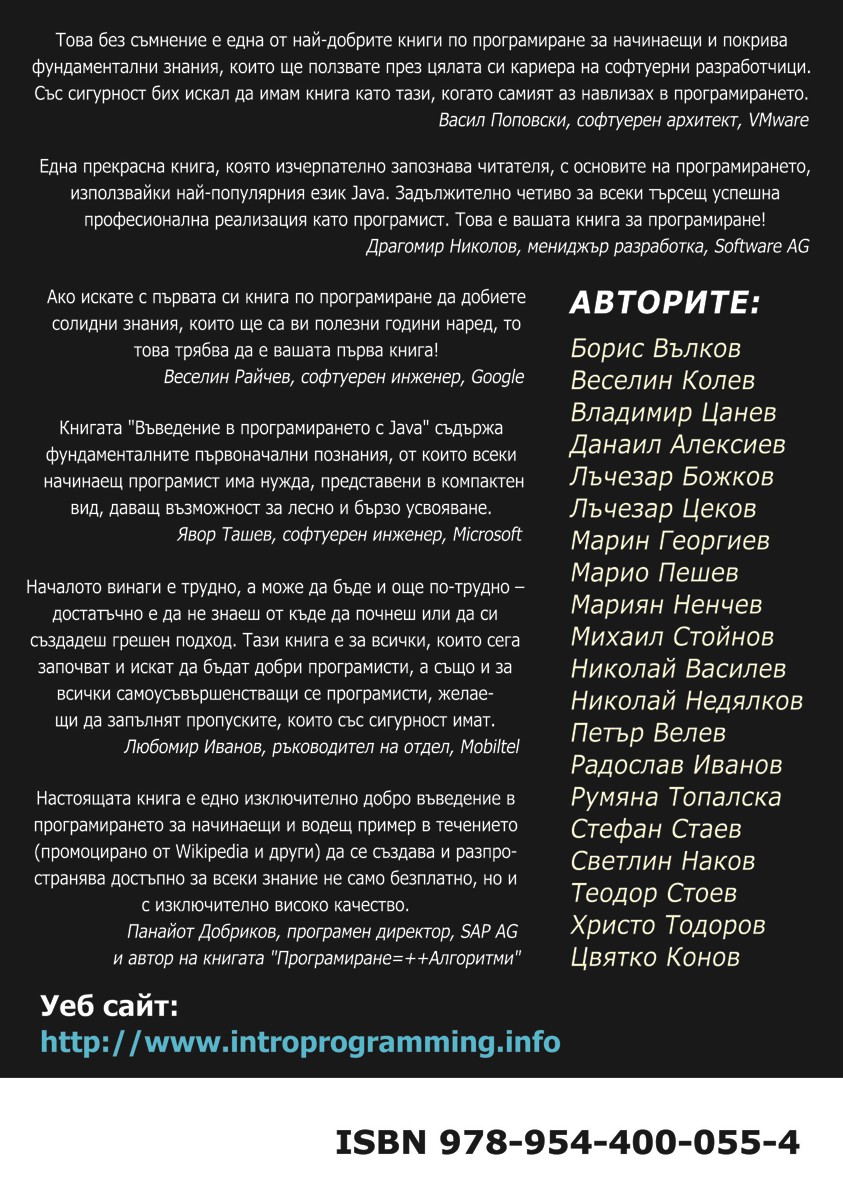 Това без съмнение е една от най-добрите книги по програмиране за начинаещи и покрива
фундаментални знания, които ще ползвате през цялата си кариера на софтуерни разработчици.
Със сигурност бих искал да имам книга като тази, когато самият аз навлизах в програмирането.
Васил Поповски, софтуерен архитект, VMware
Една прекрасна книга, която изчерпателно запознава читателя, с основите на програмирането,
използвайки най-популярния език Java. Задължително четиво за всеки търсещ успешна
професионална реализация като програмист. Това е вашата книга за програмиране!
Драгомир Николов, мениджър разработка, Software AG
Ако искате с първата си книга по програмиране да добиете
солидни знания, които ще са ви полезни години наред, то
това трябва да е вашата първа книга!
Веселин Райчев, софтуерен инженер, Google
Книгата "Въведение в програмирането с Java" съдържа
фундаменталните първоначални познания, от които всеки
начинаещ програмист има нужда, представени в компактен
вид, даващ възможност за лесно и бързо усвояване.
Явор Ташев, софтуерен инженер, Microsoft
Началото винаги е трудно, а може да бъде и още по-трудно –
достатъчно е да не знаеш от къде да почнеш или да си
създадеш грешен подход. Тази книга е за всички, които сега
започват и искат да бъдат добри програмисти, а също и за
всички самоусъвършенстващи се програмисти, желае-
щи да запълнят пропуските, които със сигурност имат.
Любомир Иванов, ръководител на отдел, Mobiltel
Настоящата книга е едно изключително добро въведение в
програмирането за начинаещи и водещ пример в течението
(промоцирано от Wikipedia и други) да се създава и разпро-
странява достъпно за всеки знание не само безплатно, но и
с изключително високо качество.
Панайот Добриков, програмен директор, SAP AG
и автор на книгата "Програмиране=++Алгоритми"
АВТОРИТЕ:
Борис Вълков
Веселин Колев
Владимир Цанев
Данаил Алексиев
Лъчезар Божков
Лъчезар Цеков
Марин Георгиев
Марио Пешев
Мариян Ненчев
Михаил Стойнов
Николай Василев
Николай Недялков
Петър Велев
Радослав Иванов
Румяна Топалска
Стефан Стаев
Светлин Наков
Теодор Стоев
Христо Тодоров
Цвятко Конов
Уеб сайт:
http://www.introprogramming.info
ISBN 978-954-400-055-4